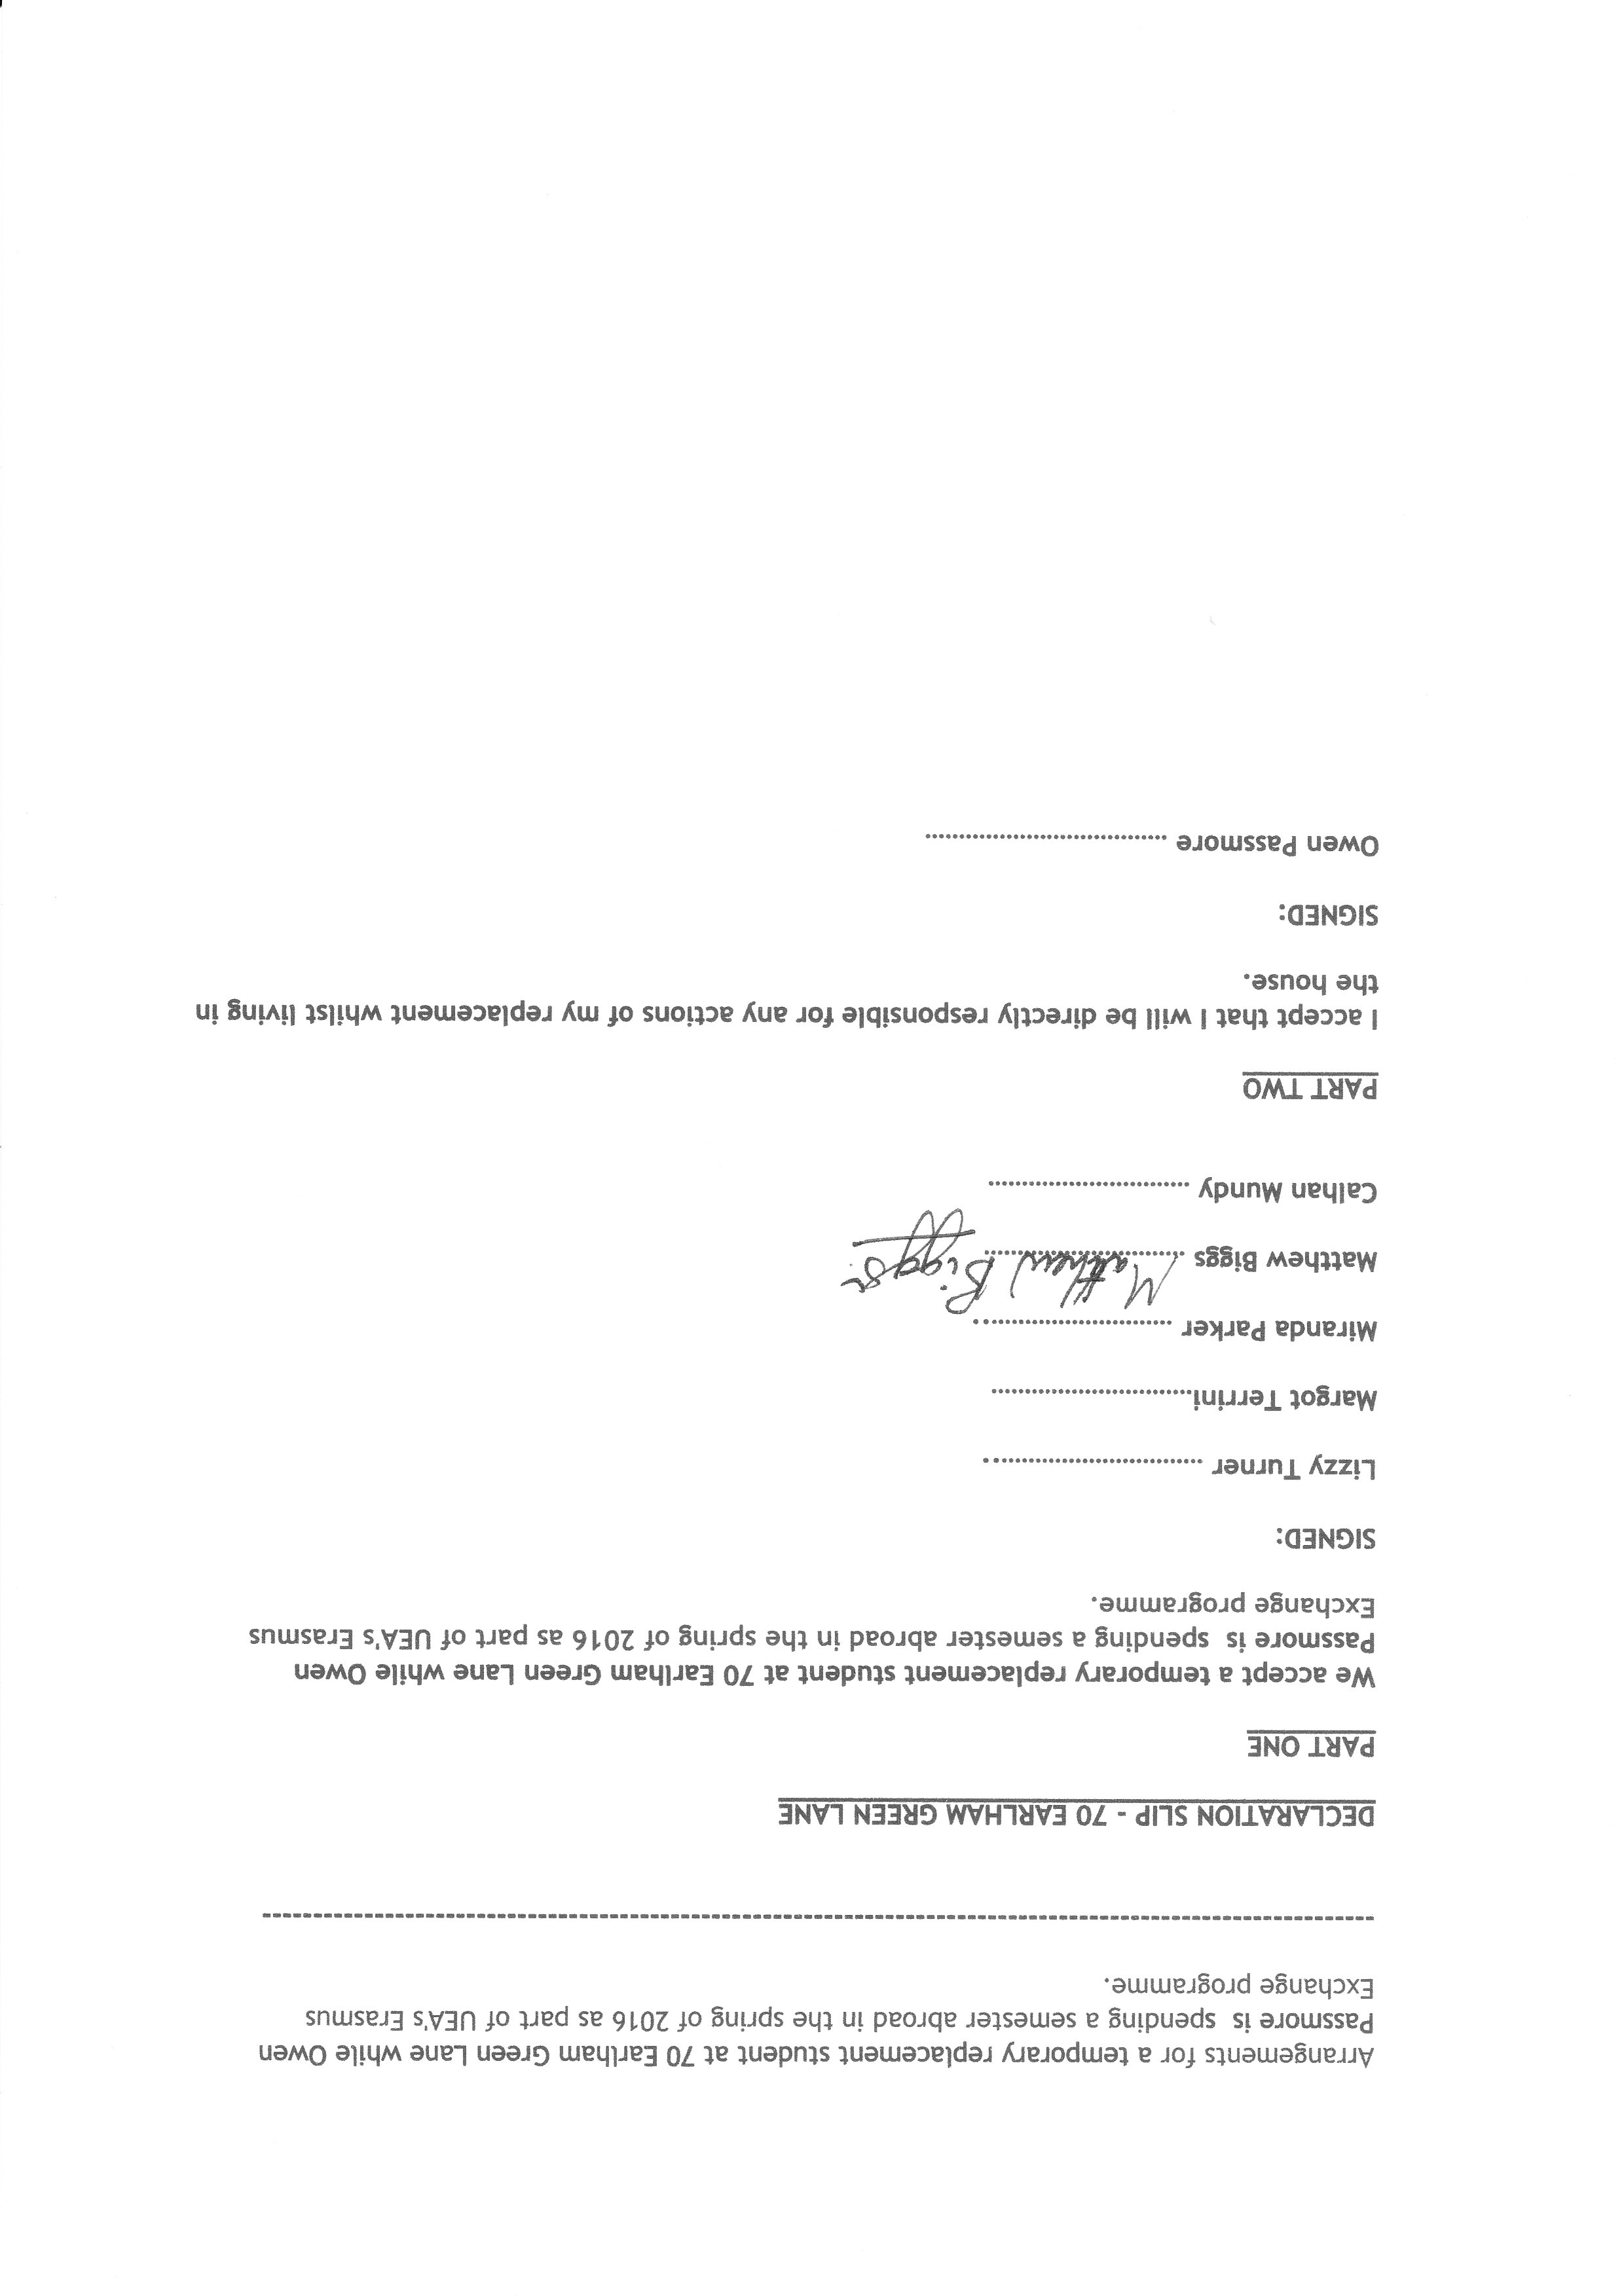 Arrangements for a temporary replacement student at 70 Earlham Green Lane while Owen
Passmore is  spending a semester abroad in the spring of 2016 as part of UEA's Erasmus
Exchange programme.
--------------------------------------------------------------------------------
DECLARATION SLIP - 70 EARLHAM GREEN LANE
PART ONE
We accept a temporary replacement student at 70 Earlham Green Lane while Owen
Passmore is  spending a semester abroad in the spring of 2016 as part of UEA's Erasmus
Exchange programme.
SIGNED:
Lizzy Turner ................................
Margot Terrini..............................
Miranda Parker ..............................
Matthew Biggs .............................. Matthew Biggs
Calhan Mundy ..............................
PART TWO
I accept that I will be directly responsible for any actions of my replacement whilst living in
the house.
SIGNED:
Owen Passmore ....................................